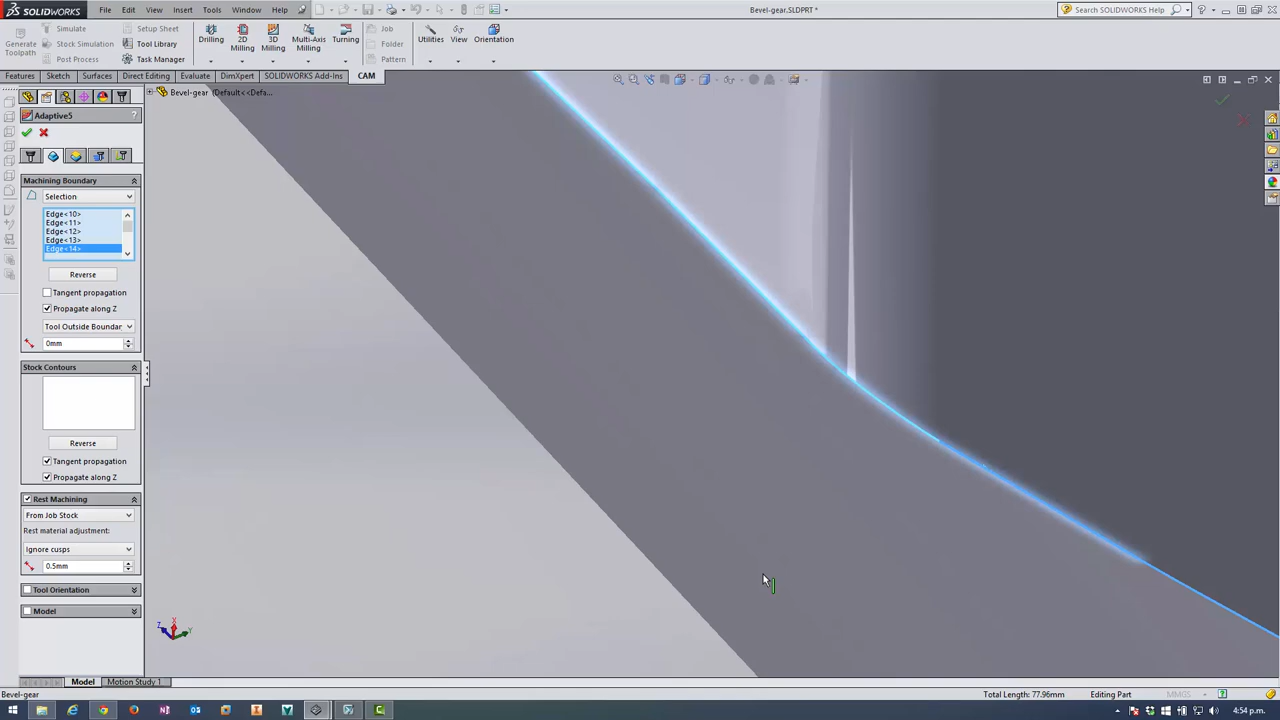 SOLIDWORKS File Edit View Insert Tools Window Help Bevel-gear.SLDPRT * Search SOLIDWORKS Help
Generate Toolpath
Simulate
Stock Simulation
Post Process
Setup Sheet
Tool Library
Task Manager
Drilling
2D Milling
3D Milling
Multi-Axis Milling
Turning
Job
Folder
Pattern
Utilities
View
Orientation
Features Sketch Surfaces Direct Editing Evaluate DimXpert SOLIDWORKS Add-Ins CAM
Bevel-gear (Default<<Defa...
Adaptive5 ?
Machining Boundary
Selection
Edge<10>
Edge<11>
Edge<12>
Edge<13>
Edge<14>
Reverse
Tangent propagation
Propagate along Z
Tool Outside Boundar
0mm
Stock Contours
Reverse
Tangent propagation
Propagate along Z
Rest Machining
From Job Stock
Rest material adjustment:
Ignore cusps
0.5mm
Tool Orientation
Model
X
Y
Z
Model Motion Study 1
Bevel-gear Total Length: 77.96mm Editing Part MMGS
4:54 p.m.